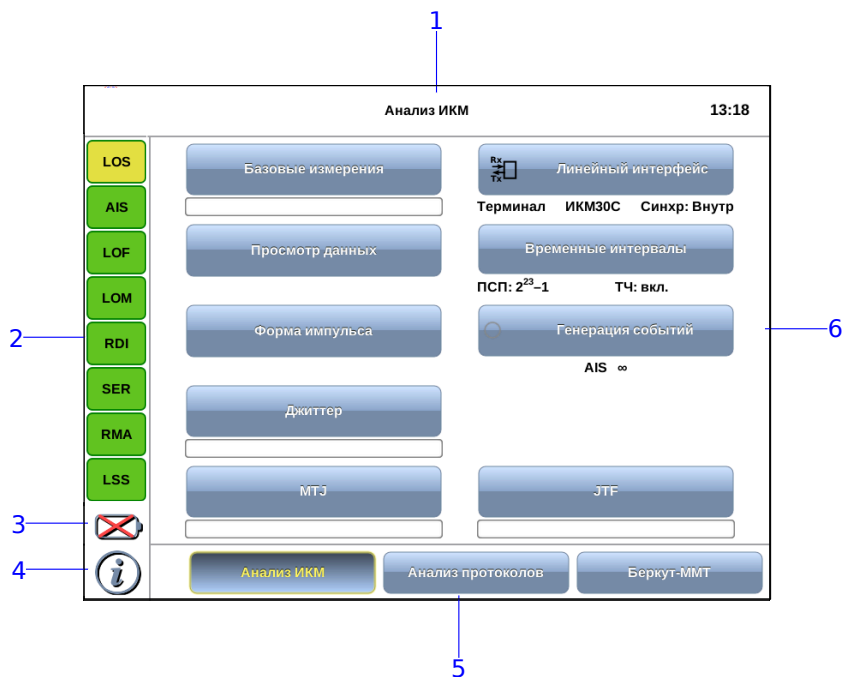 1
Анализ ИКМ 13:18
LOS
AIS
LOF
LOM
RDI
SER
RMA
LSS
Базовые измерения
Просмотр данных
Форма импульса
Джиттер
MTJ
Rx
Tx
Линейный интерфейс
Терминал ИКМ30С Синхр: Внутр
Временные интервалы
ПСП: 2²³–1 ТЧ: вкл.
Генерация событий
AIS ∞
JTF
i
Анализ ИКМ Анализ протоколов Беркут-ММТ
2
3
4
5
6